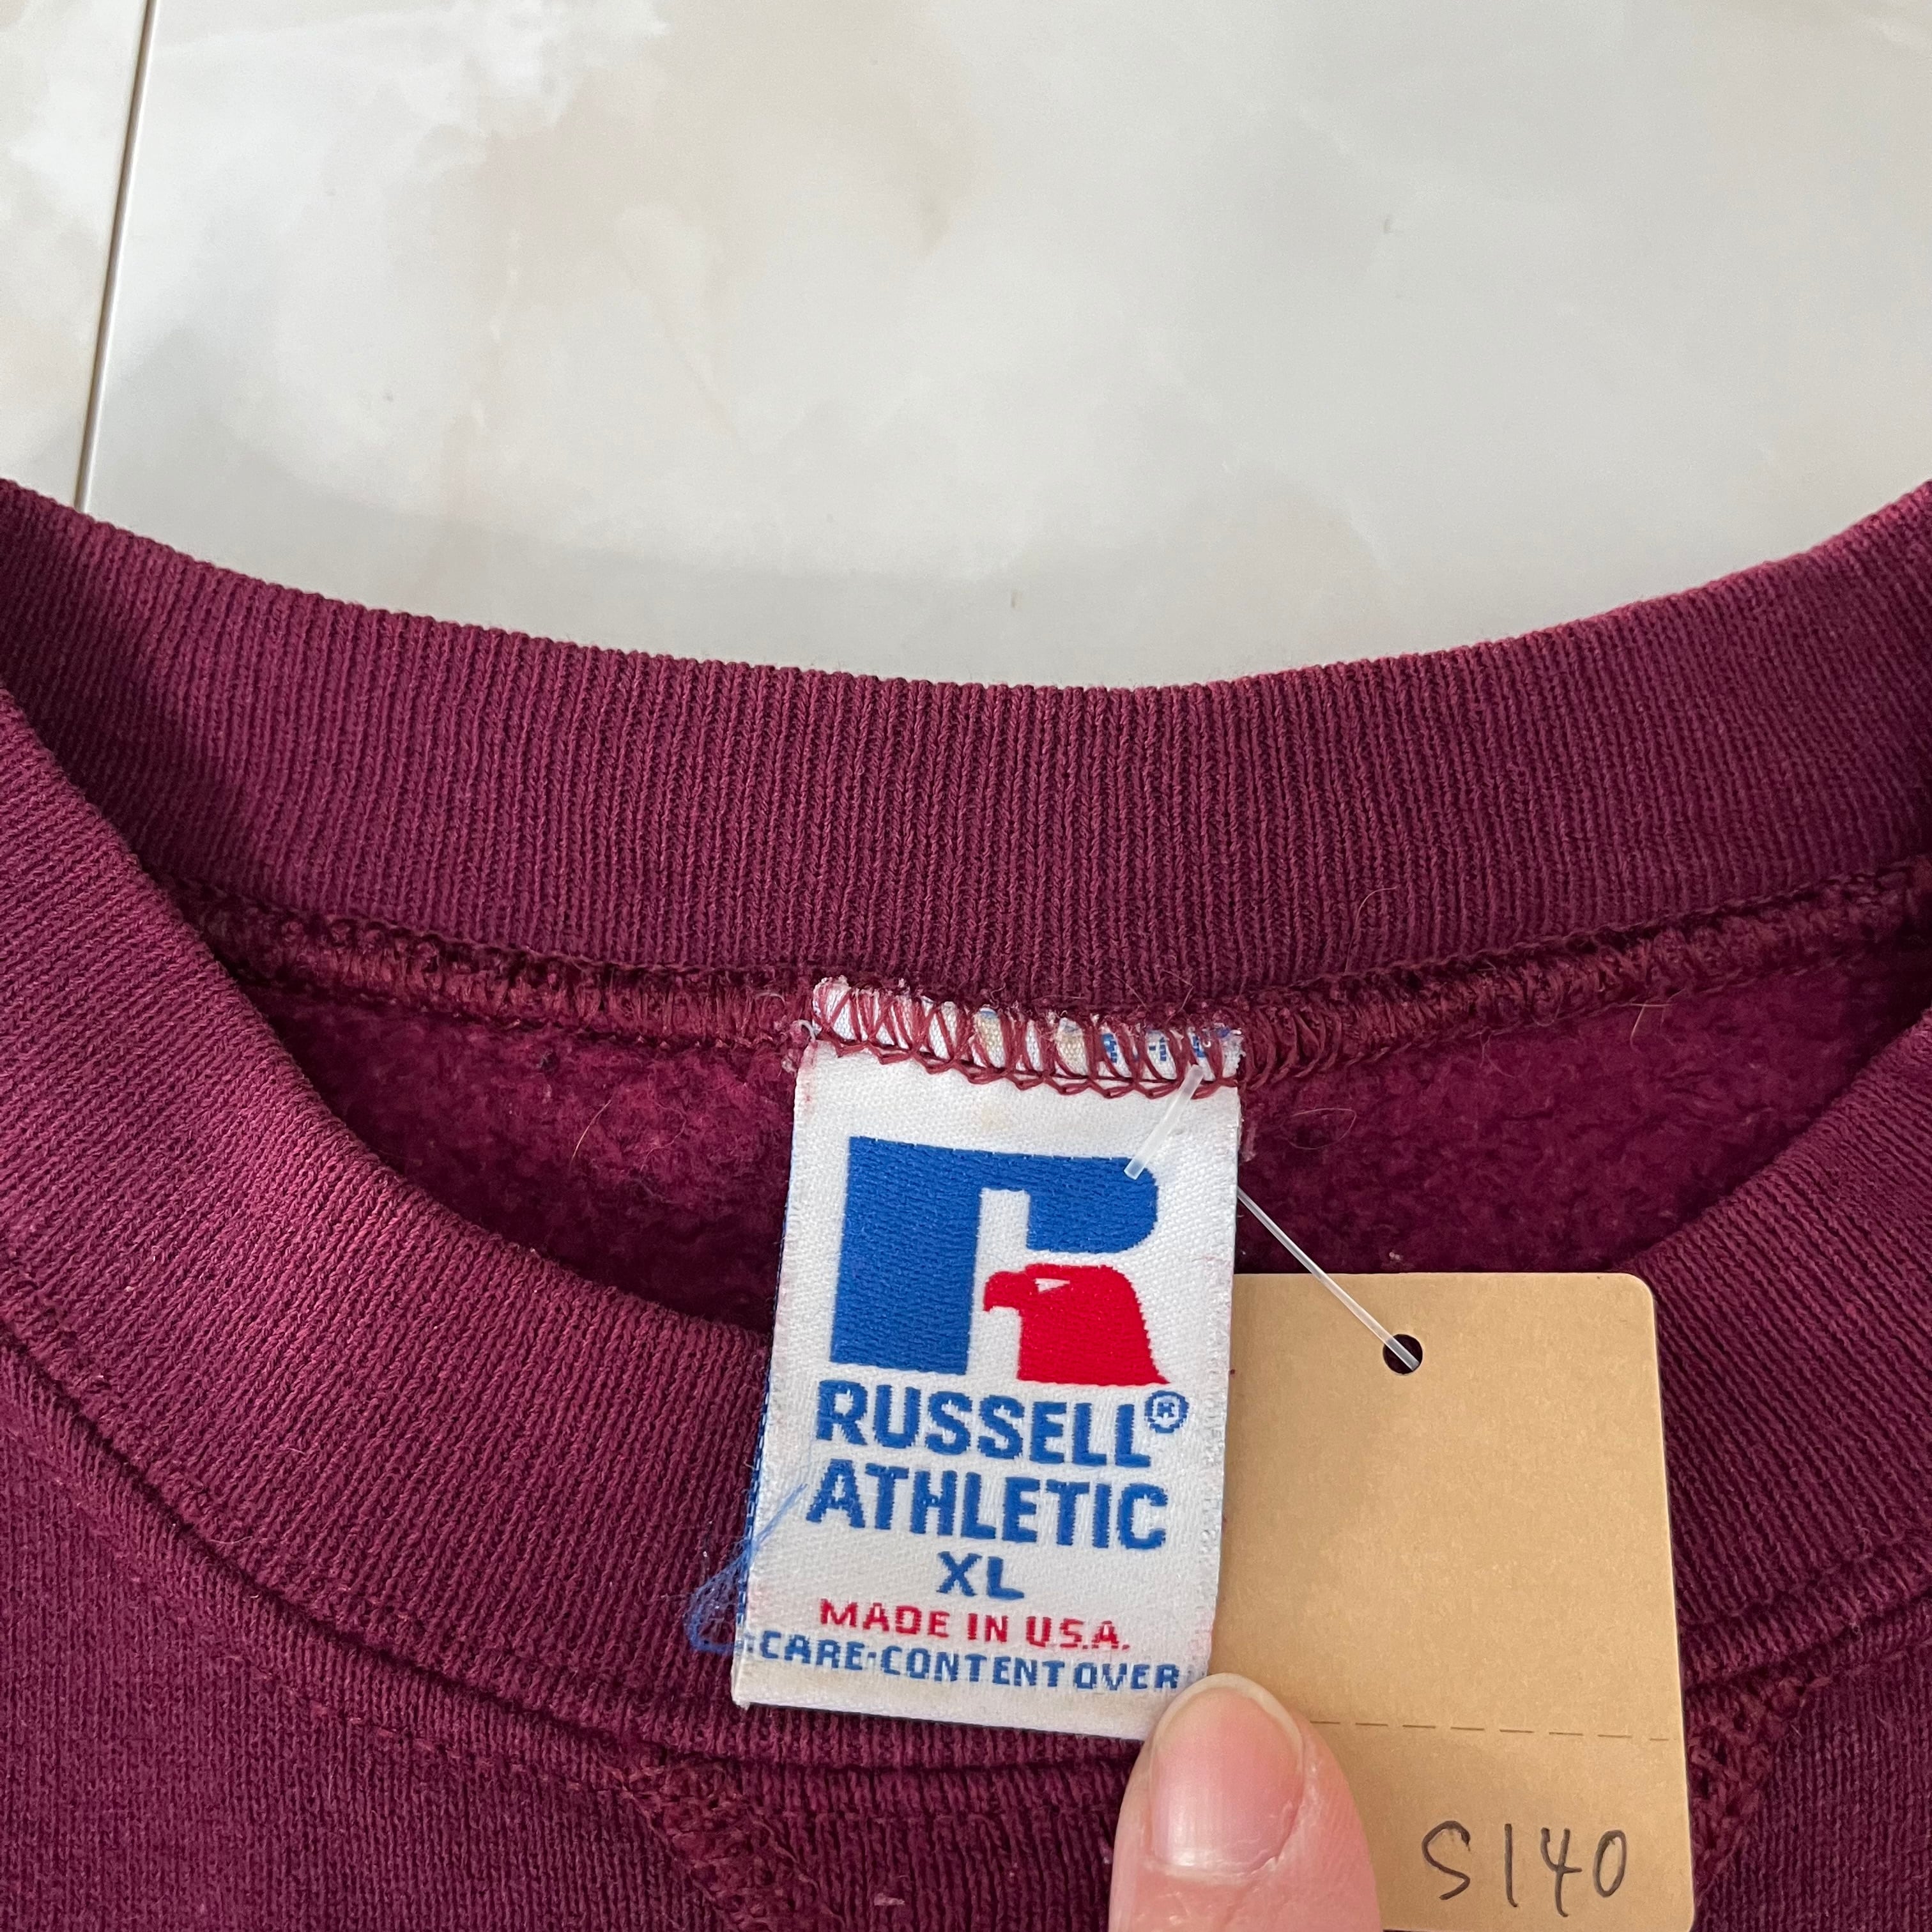 RUSSELL®
ATHLETIC
XL
MADE IN U.S.A.
CARE·CONTENT OVER
S140